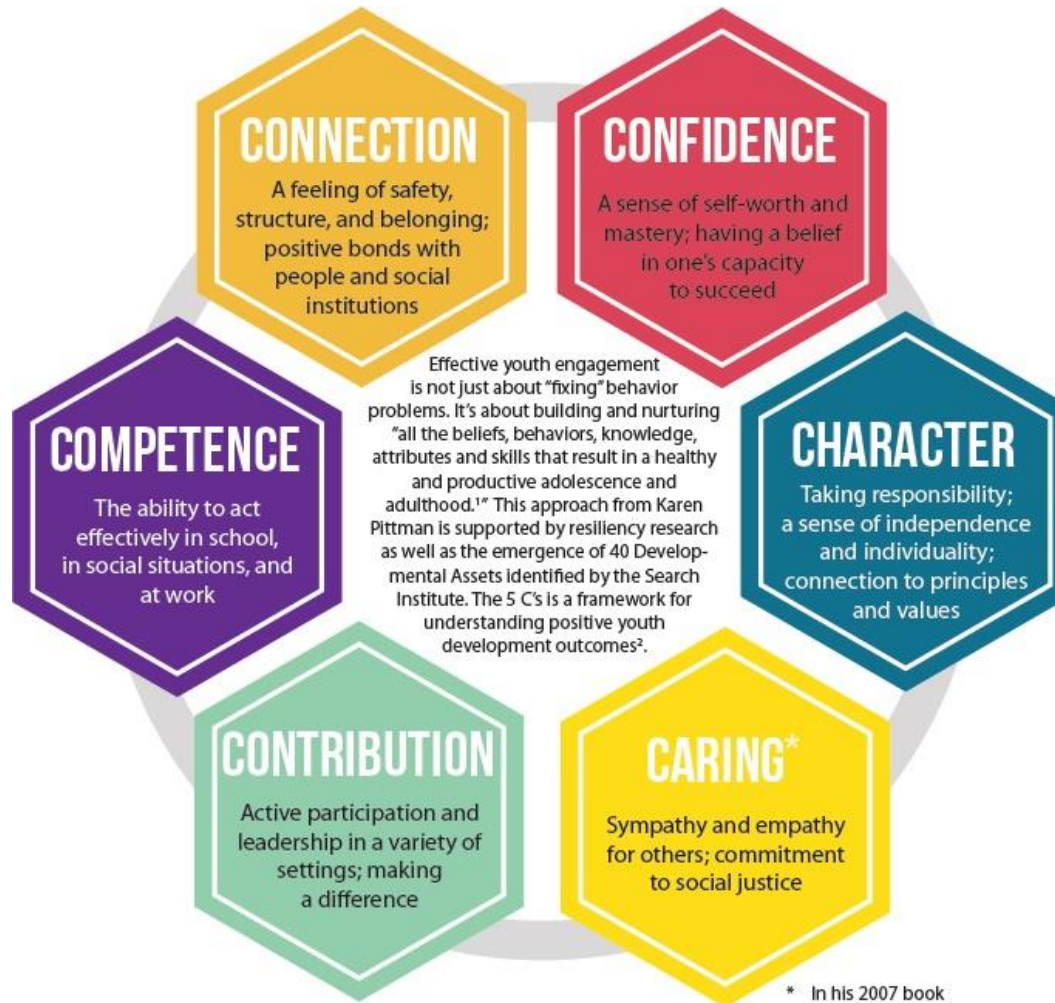 CONNECTION
A feeling of safety,
structure, and belonging;
positive bonds with
people and social
institutions
CONFIDENCE
A sense of self-worth and
mastery; having a belief
in one's capacity
to succeed
COMPETENCE
The ability to act
effectively in school,
in social situations, and
at work
Effective youth engagement
is not just about "fixing" behavior
problems. It's about building and nurturing
"all the beliefs, behaviors, knowledge,
attributes and skills that result in a healthy
and productive adolescence and
adulthood.¹" This approach from Karen
Pittman is supported by resiliency research
as well as the emergence of 40 Develop-
mental Assets identified by the Search
Institute. The 5 C's is a framework for
understanding positive youth
development outcomes².
CHARACTER
Taking responsibility;
a sense of independence
and individuality;
connection to principles
and values
CONTRIBUTION
Active participation and
leadership in a variety of
settings; making
a difference
CARING*
Sympathy and empathy
for others; commitment
to social justice
* In his 2007 book